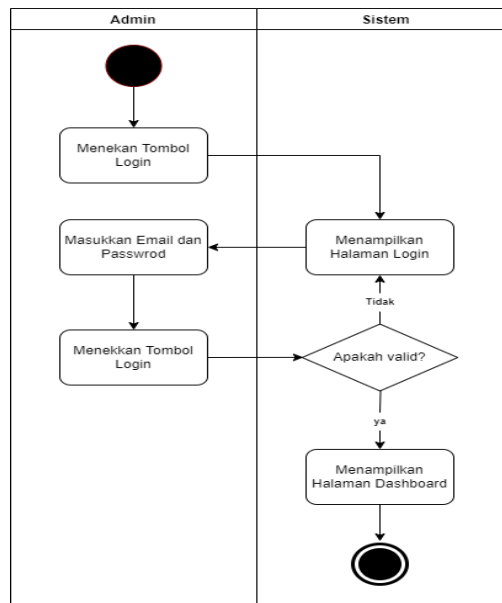 Admin
Sistem
Menekan Tombol
Login
Masukkan Email dan
Passwrod
Menampilkan
Halaman Login
Tidak
Menekkan Tombol
Login
Apakah valid?
ya
Menampilkan
Halaman Dashboard